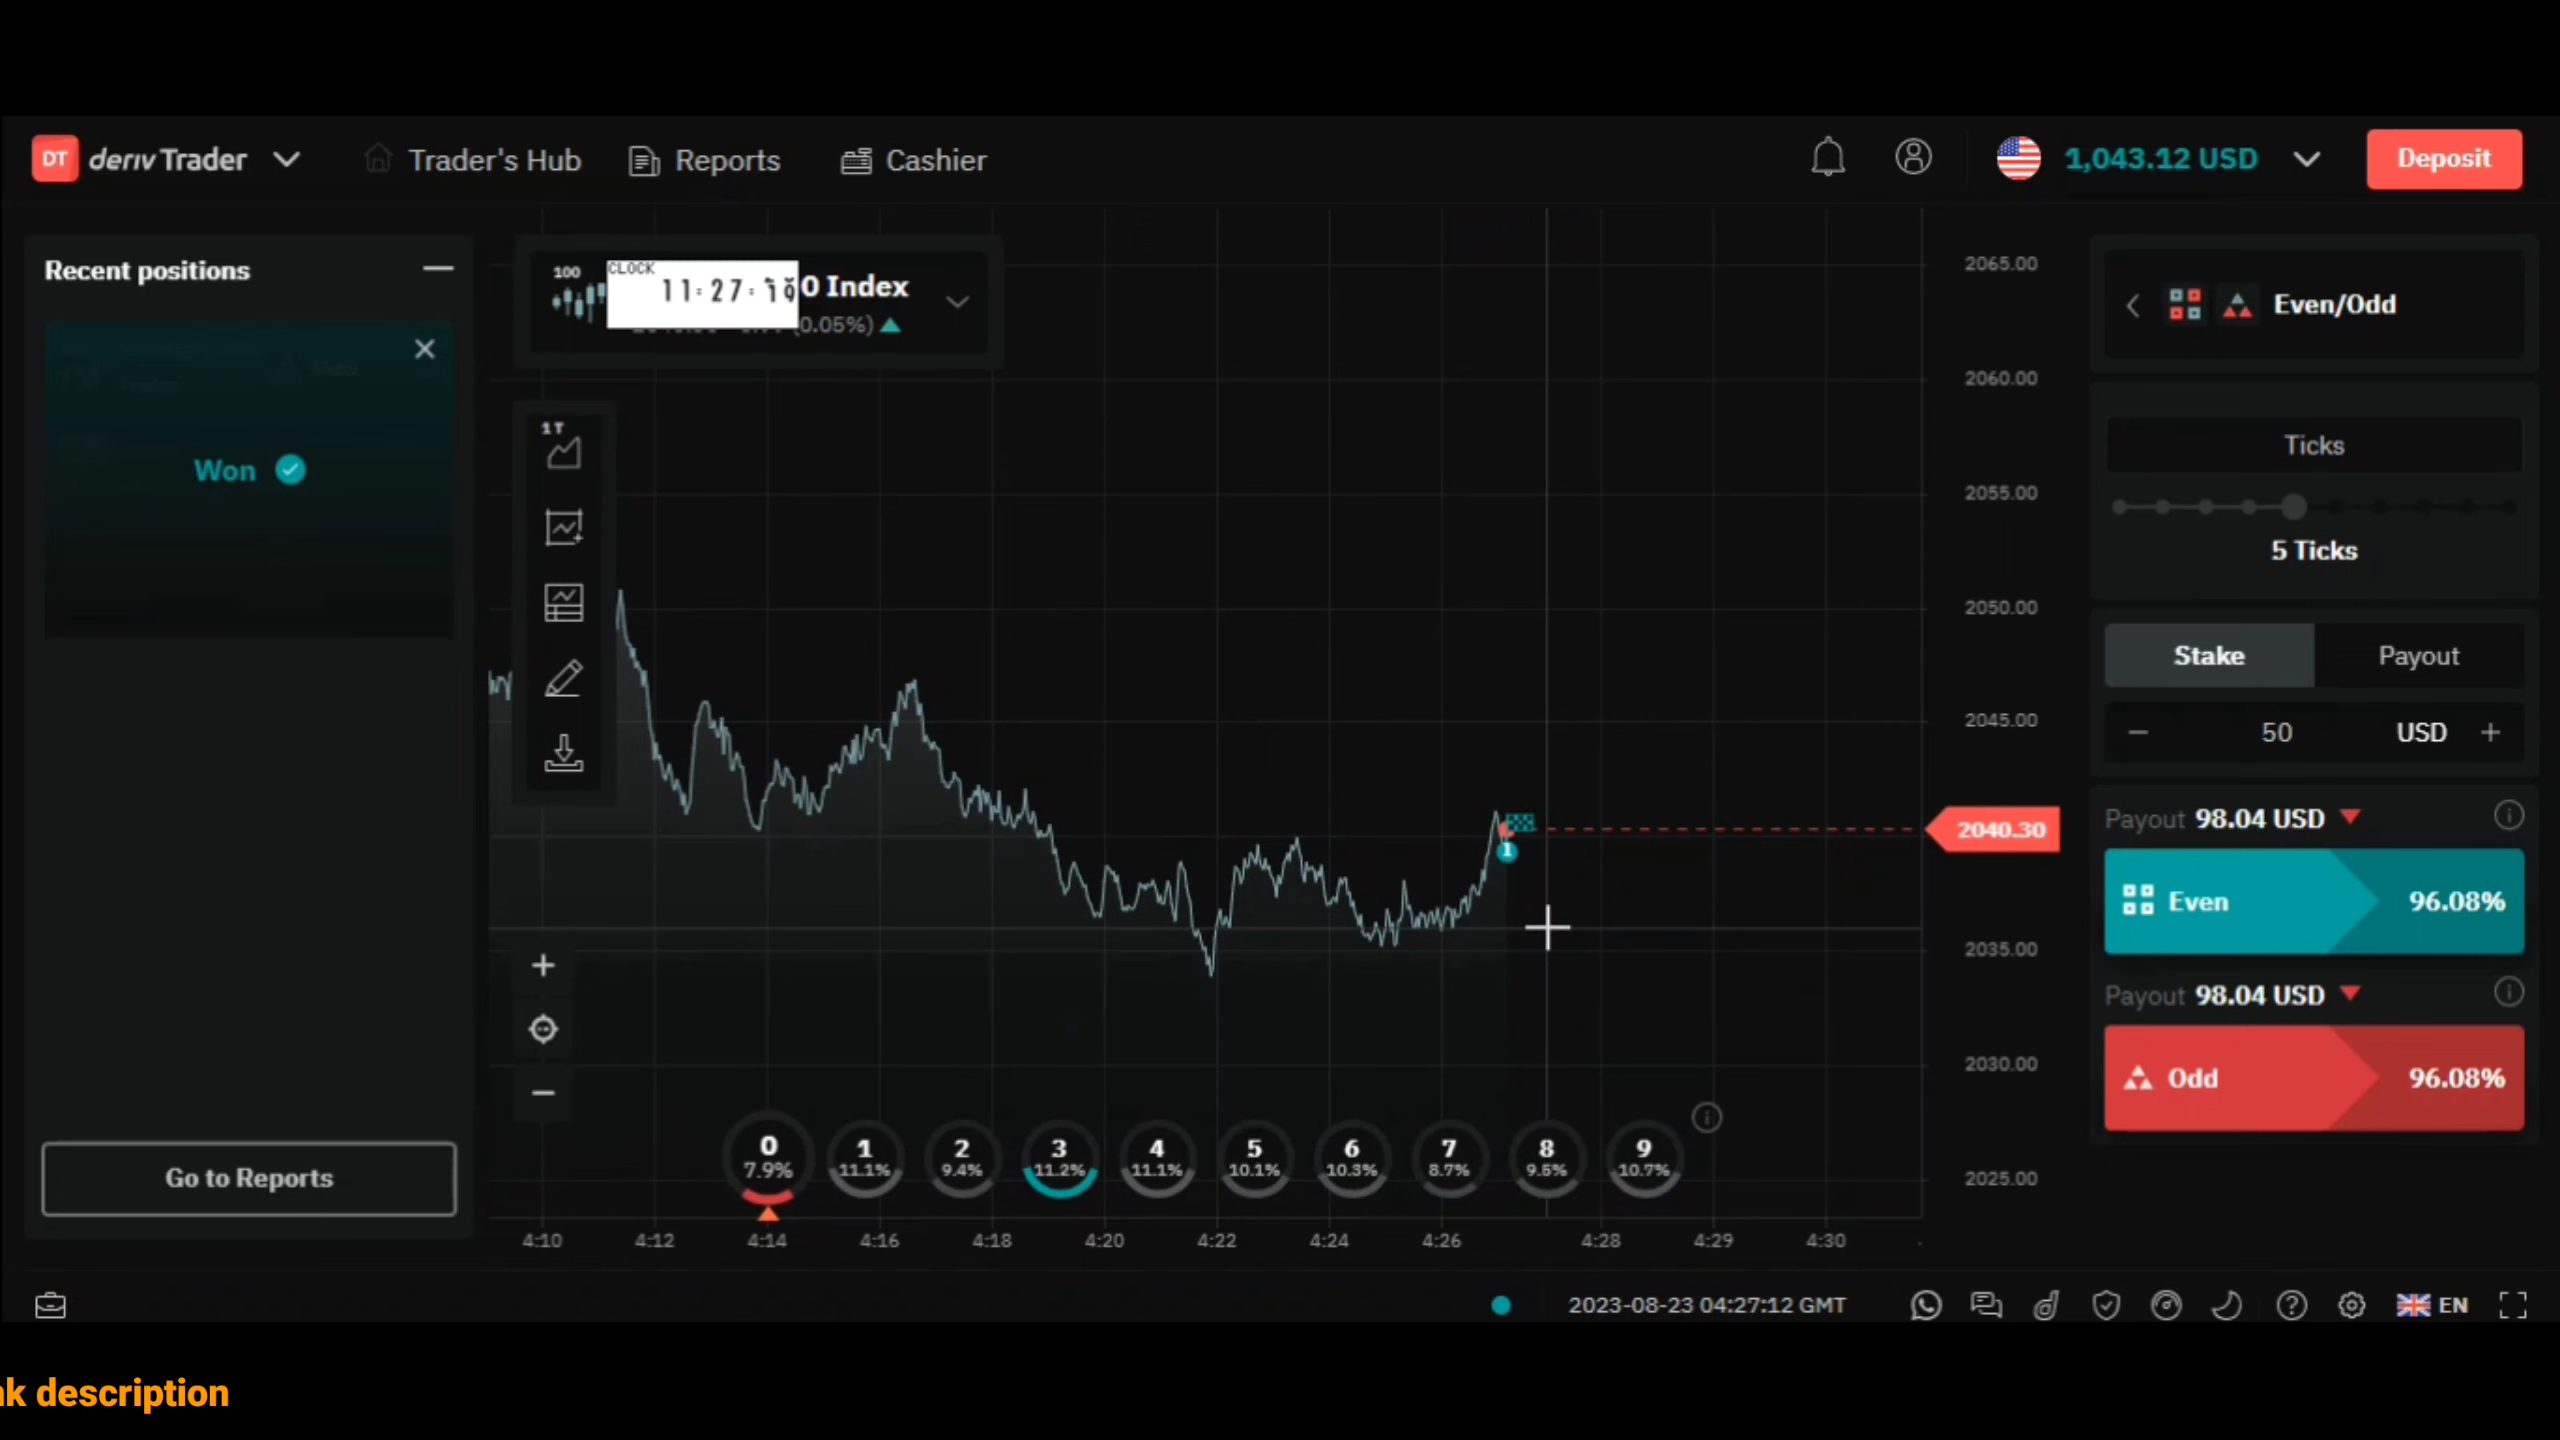 DT deriv Trader Trader's Hub Reports Cashier 1,043.12 USD Deposit
Recent positions
Won
Go to Reports
100 CLOCK
11:27: 0 Index
(0.05%)
1T
2065.00
2060.00
2055.00
2050.00
2045.00
2040.30
2035.00
2030.00
2025.00
1
0 1 2 3 4 5 6 7 8 9
7.9% 11.1% 9.4% 11.2% 11.1% 10.1% 10.3% 8.7% 9.5% 10.7%
4:10 4:12 4:14 4:16 4:18 4:20 4:22 4:24 4:26 4:28 4:29 4:30
Even/Odd
Ticks
5 Ticks
Stake Payout
− 50 USD +
Payout 98.04 USD
Even 96.08%
Payout 98.04 USD
Odd 96.08%
2023-08-23 04:27:12 GMT EN
nk description